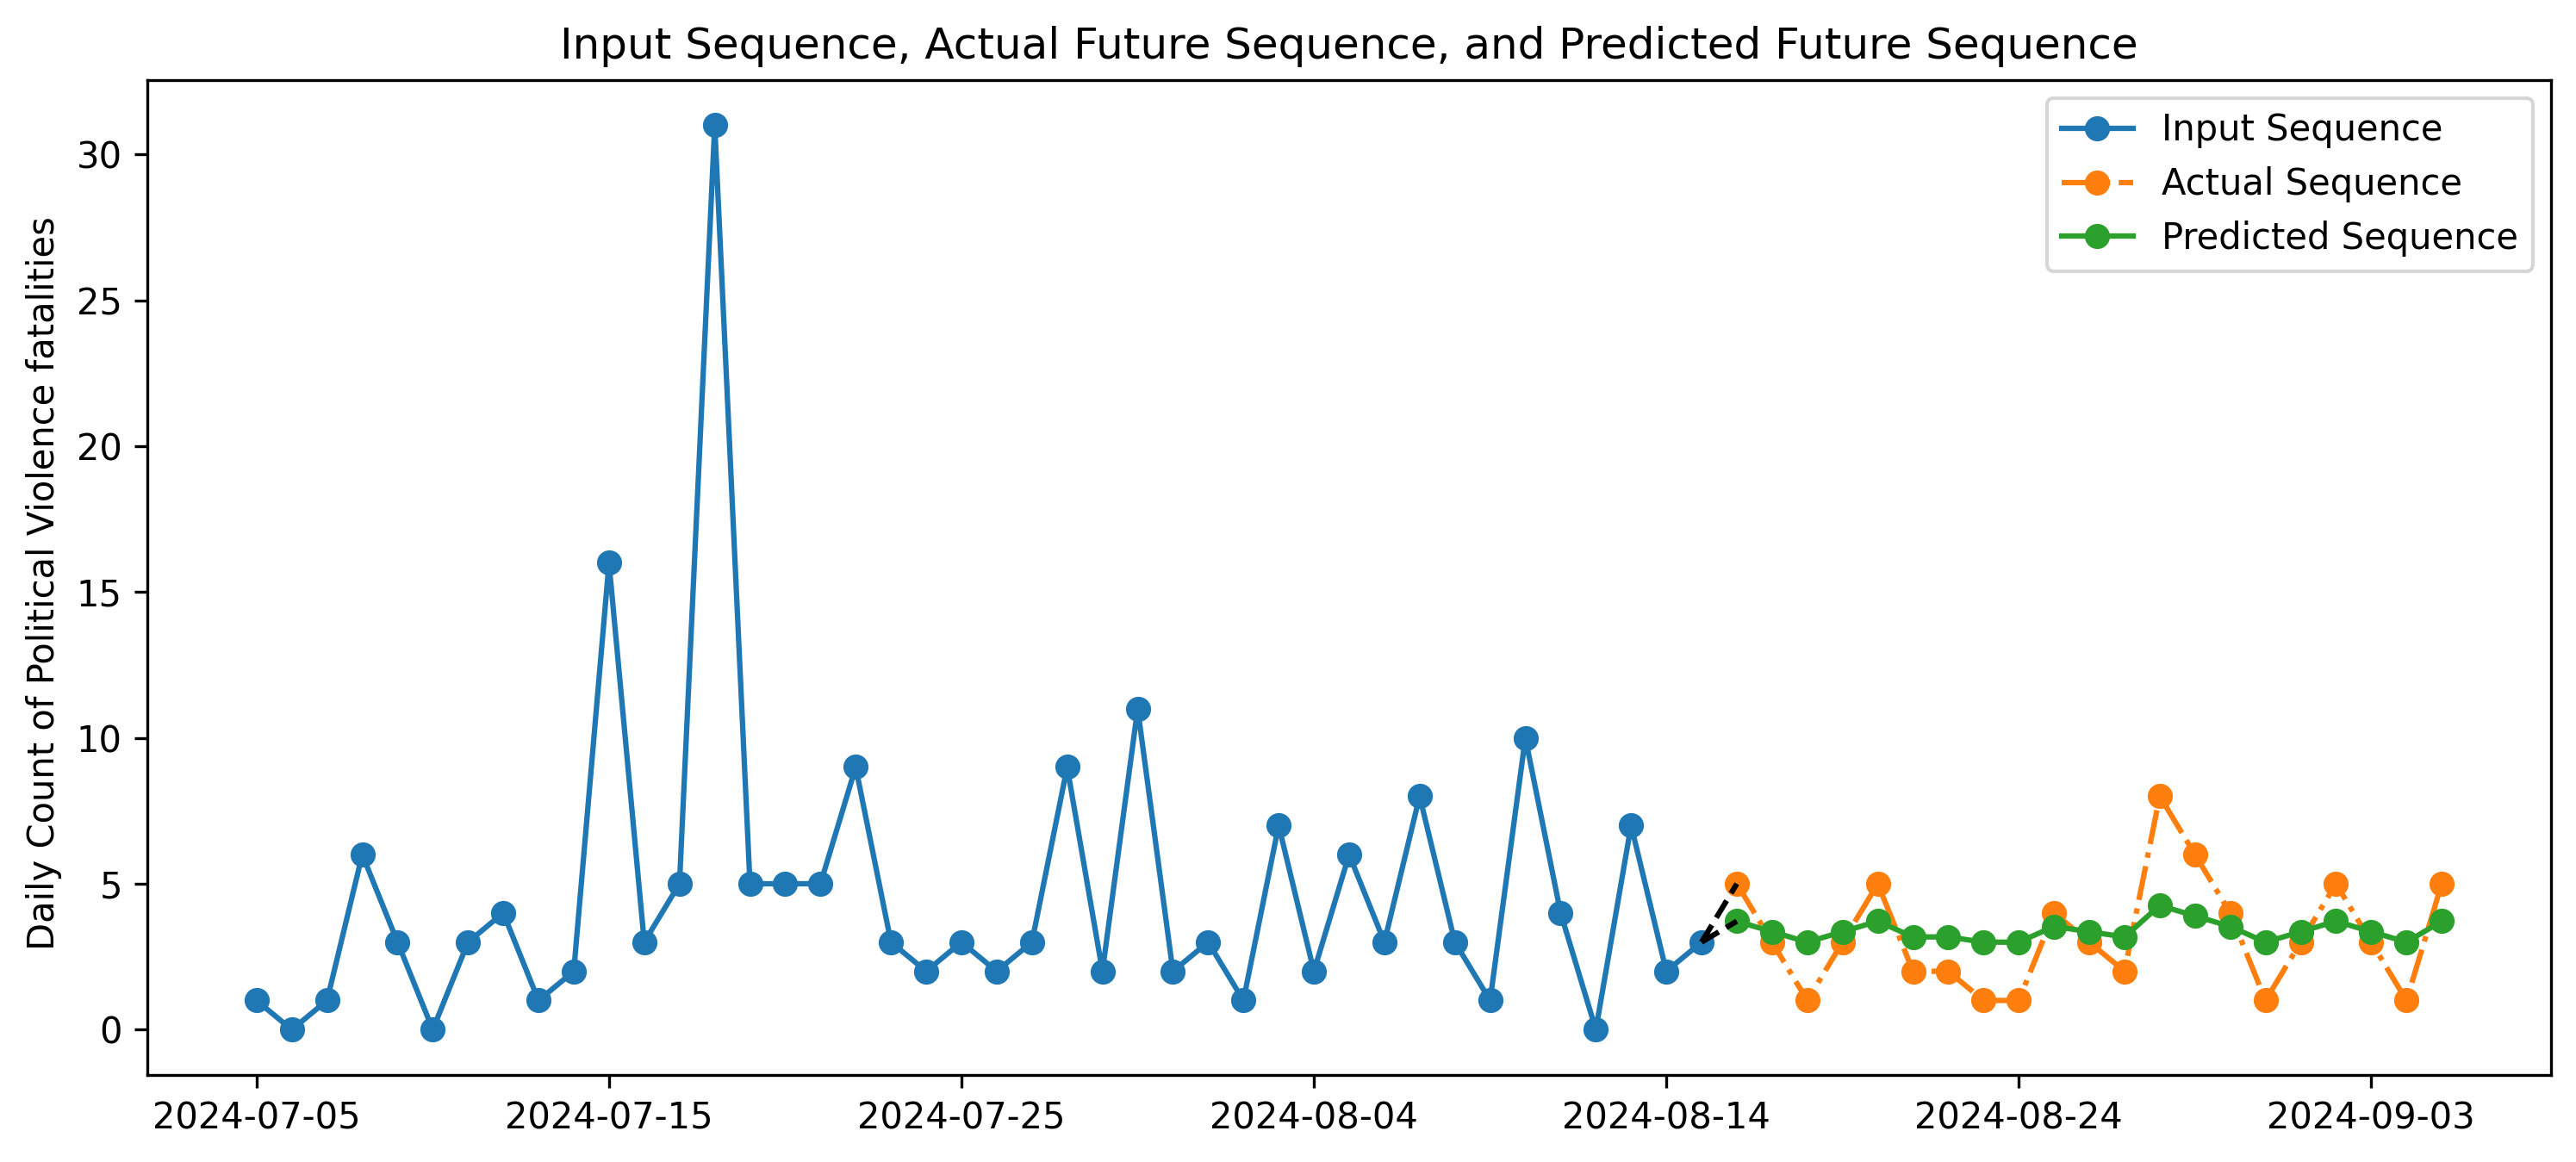 Input Sequence, Actual Future Sequence, and Predicted Future Sequence
Daily Count of Political Violence fatalities
30
25
20
15
10
5
0
Input Sequence
Actual Sequence
Predicted Sequence
2024-07-05
2024-07-15
2024-07-25
2024-08-04
2024-08-14
2024-08-24
2024-09-03